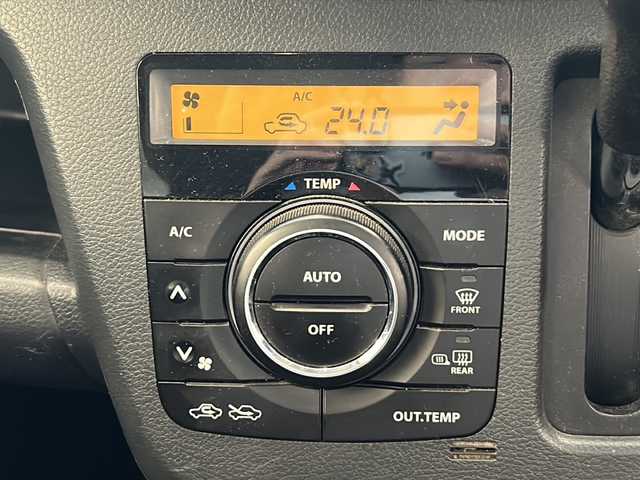 A/C
24.0
TEMP
A/C
MODE
AUTO
OFF
FRONT
REAR
OUT.TEMP